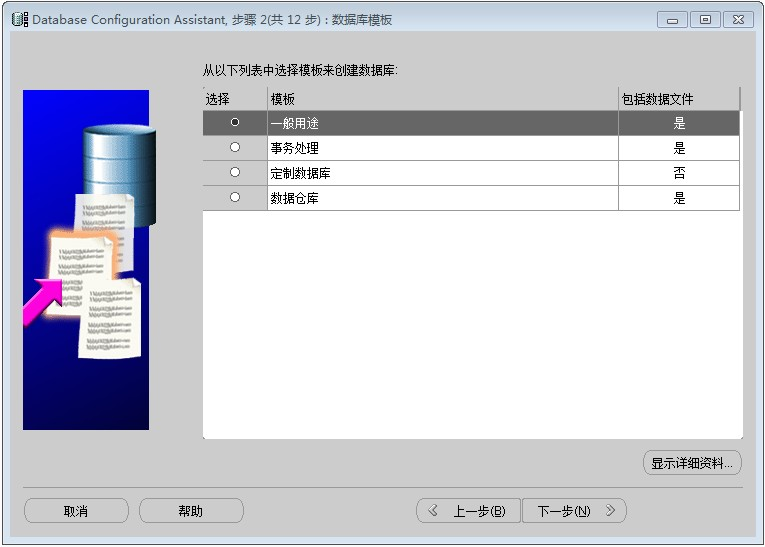 Database Configuration Assistant, 步骤 2(共 12 步) : 数据库模板
从以下列表中选择模板来创建数据库:
选择 模板 包括数据文件
一般用途 是
事务处理 是
定制数据库 否
数据仓库 是
显示详细资料...
取消 帮助 上一步(B) 下一步(N)